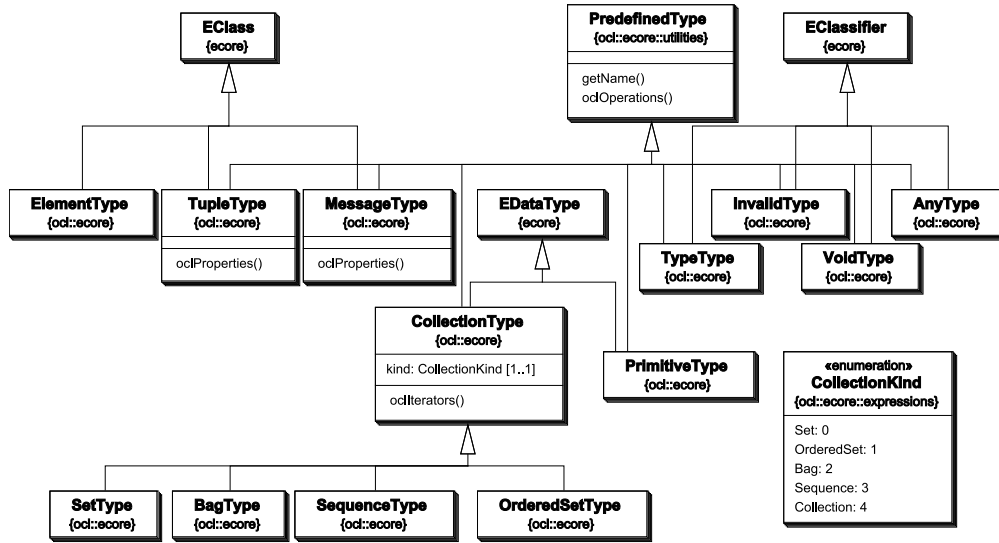 EClass
{ecore}
PredefinedType
{ocl::ecore::utilities}
getName()
oclOperations()
EClassifier
{ecore}
ElementType
{ocl::ecore}
TupleType
{ocl::ecore}
oclProperties()
MessageType
{ocl::ecore}
oclProperties()
EDataType
{ecore}
InvalidType
{ocl::ecore}
AnyType
{ocl::ecore}
TypeType
{ocl::ecore}
VoidType
{ocl::ecore}
CollectionType
{ocl::ecore}
kind: CollectionKind [1..1]
oclIterators()
PrimitiveType
{ocl::ecore}
«enumeration»
CollectionKind
{ocl::ecore::expressions}
Set: 0
OrderedSet: 1
Bag: 2
Sequence: 3
Collection: 4
SetType
{ocl::ecore}
BagType
{ocl::ecore}
SequenceType
{ocl::ecore}
OrderedSetType
{ocl::ecore}